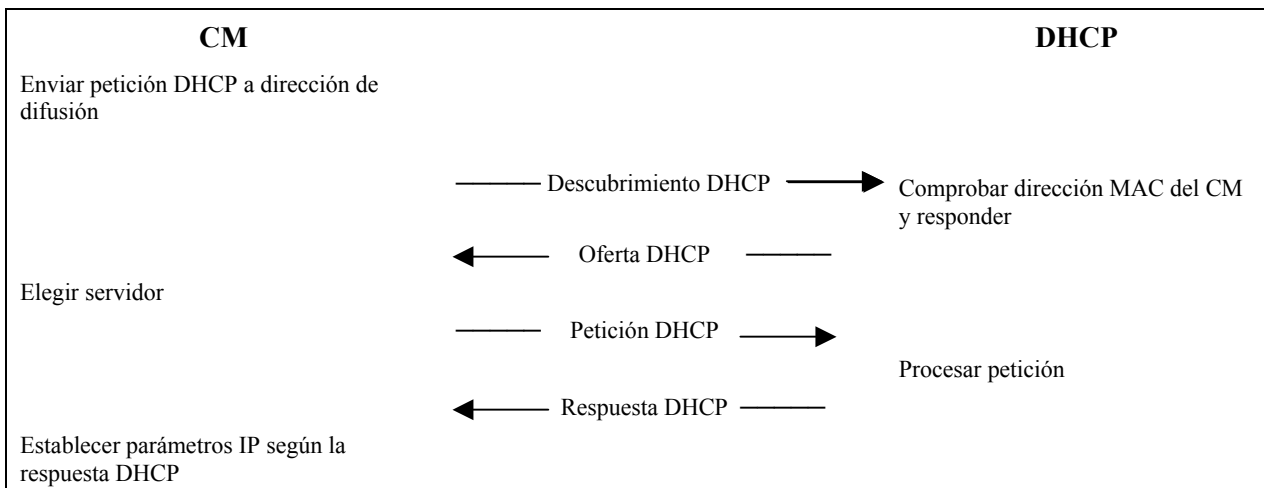 CM
DHCP
Enviar petición DHCP a dirección de
difusión
Descubrimiento DHCP
Comprobar dirección MAC del CM
y responder
Oferta DHCP
Elegir servidor
Petición DHCP
Procesar petición
Respuesta DHCP
Establecer parámetros IP según la
respuesta DHCP